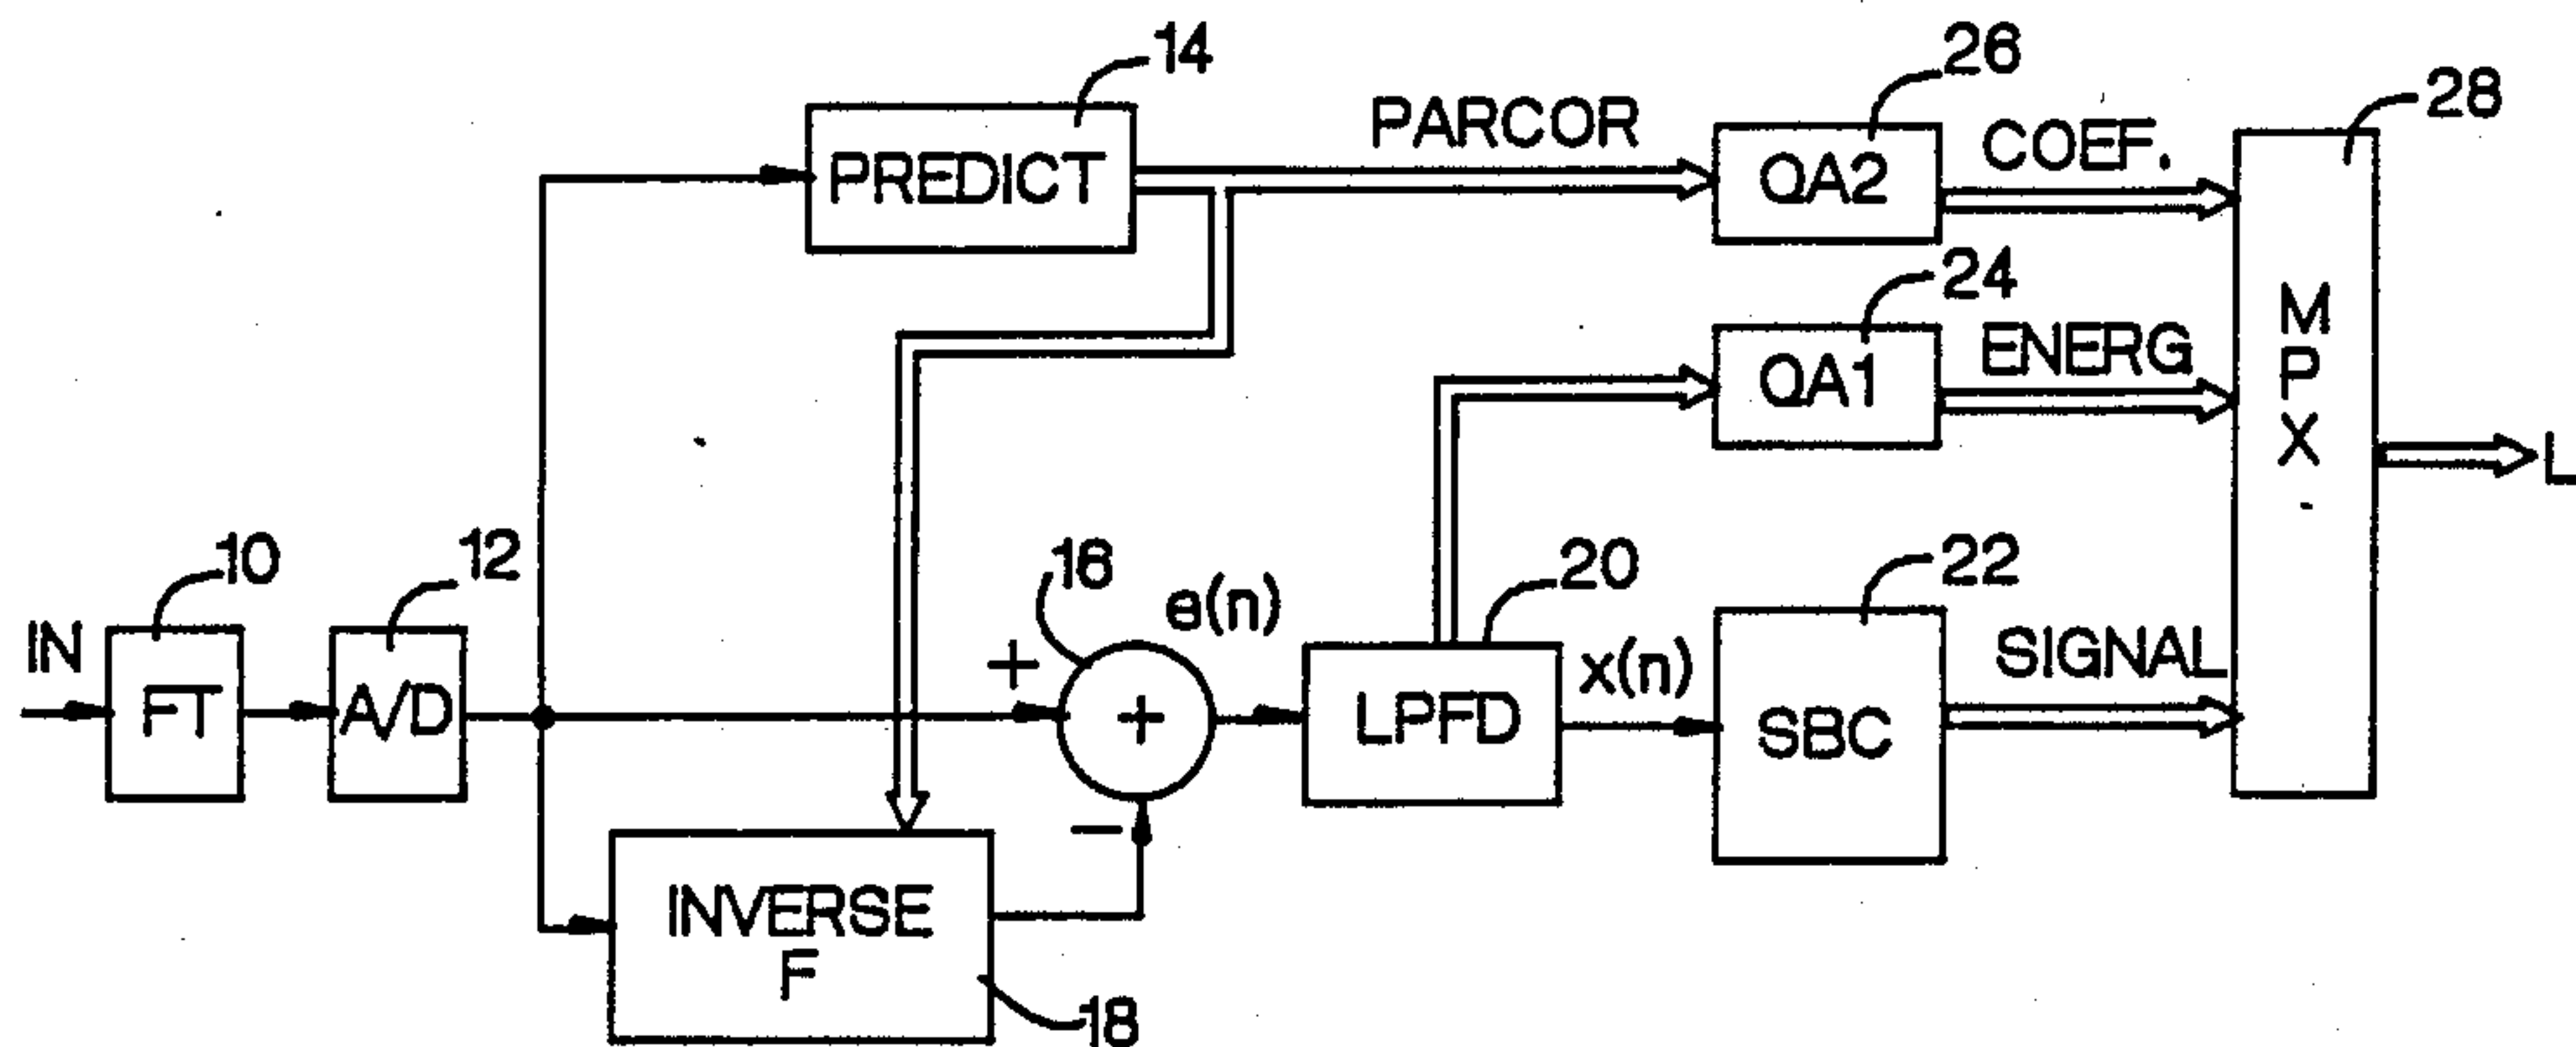 14
26
28
PREDICT
PARCOR
QA2
COEF.
24
QA1
ENERG
M
P
X
L
10
12
16
e(n)
20
22
IN
FT
A/D
+
+
LPFD
x(n)
SBC
SIGNAL
−
INVERSE
F
18